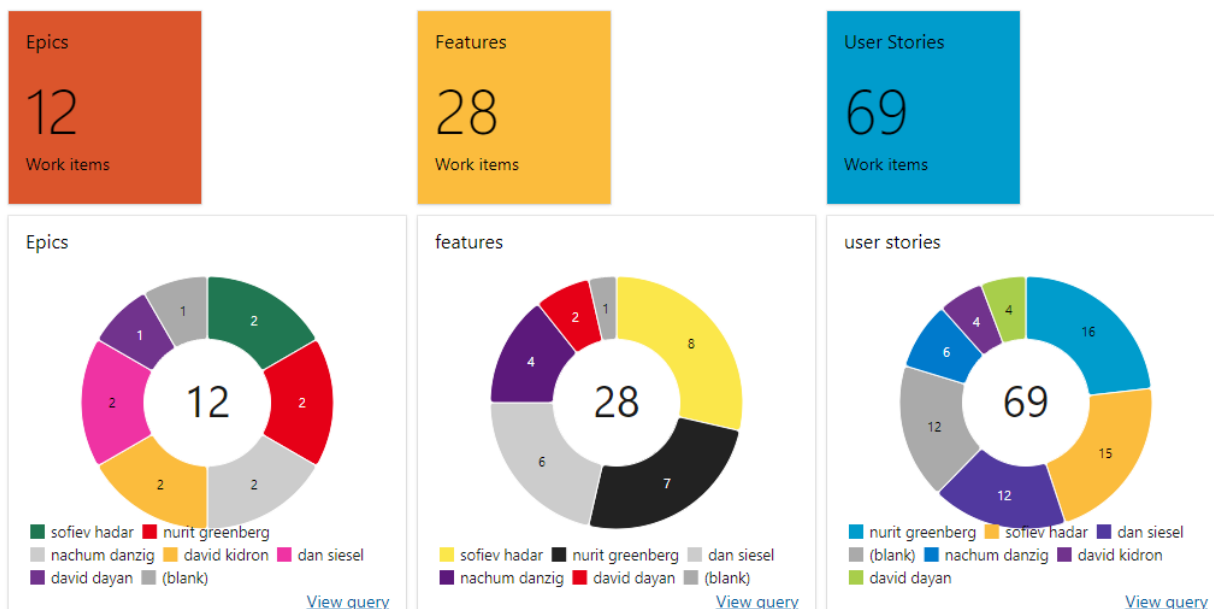 Epics
12
Work items
Features
28
Work items
User Stories
69
Work items
Epics
2
2
2
2
2
1
1
12
sofiev hadar nurit greenberg
nachum danzig david kidron dan siesel
david dayan (blank)
View query
features
8
7
6
4
2
1
28
sofiev hadar nurit greenberg dan siesel
nachum danzig david dayan (blank)
View query
user stories
16
15
12
12
6
4
4
69
nurit greenberg sofiev hadar dan siesel
(blank) nachum danzig david kidron
david dayan
View query